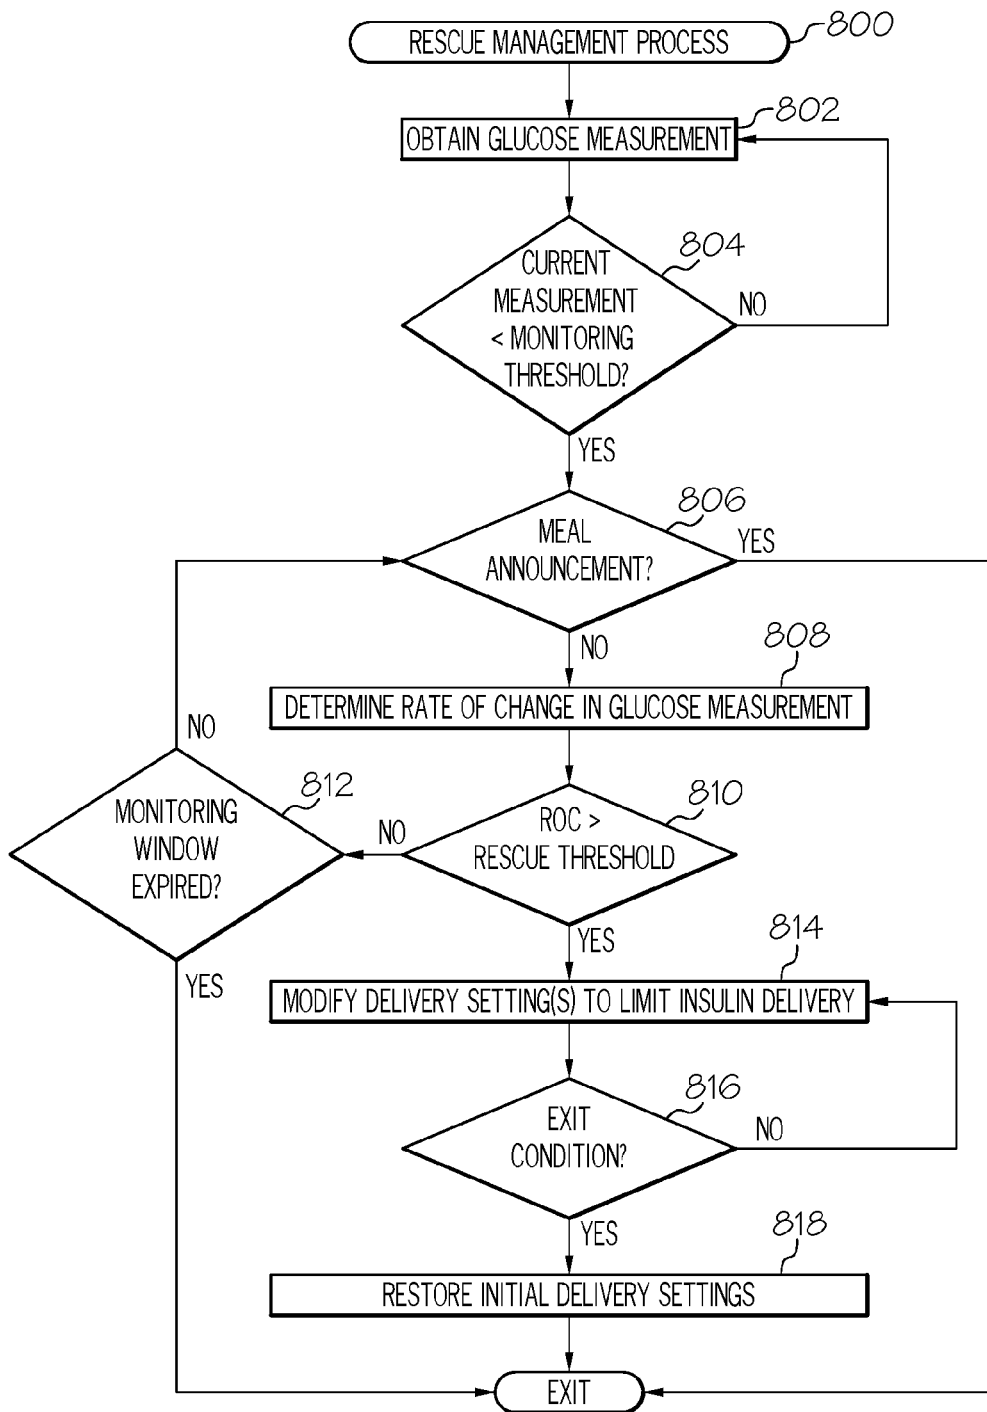 RESCUE MANAGEMENT PROCESS
800
802
OBTAIN GLUCOSE MEASUREMENT
804
CURRENT
MEASUREMENT
< MONITORING
THRESHOLD?
NO
YES
806
MEAL
ANNOUNCEMENT?
YES
NO
808
DETERMINE RATE OF CHANGE IN GLUCOSE MEASUREMENT
NO
812
MONITORING
WINDOW
EXPIRED?
YES
810
ROC >
RESCUE THRESHOLD
NO
YES
814
MODIFY DELIVERY SETTING(S) TO LIMIT INSULIN DELIVERY
816
EXIT
CONDITION?
NO
YES
818
RESTORE INITIAL DELIVERY SETTINGS
EXIT